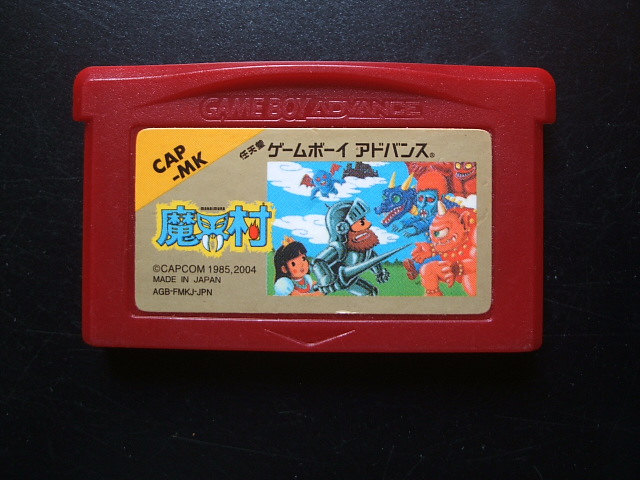 GAME BOY ADVANCE
CAP
-MK
任天堂 ゲームボーイ アドバンス®
MAKAIMURA
魔界村
©CAPCOM 1985, 2004
MADE IN JAPAN
AGB-FMKJ-JPN